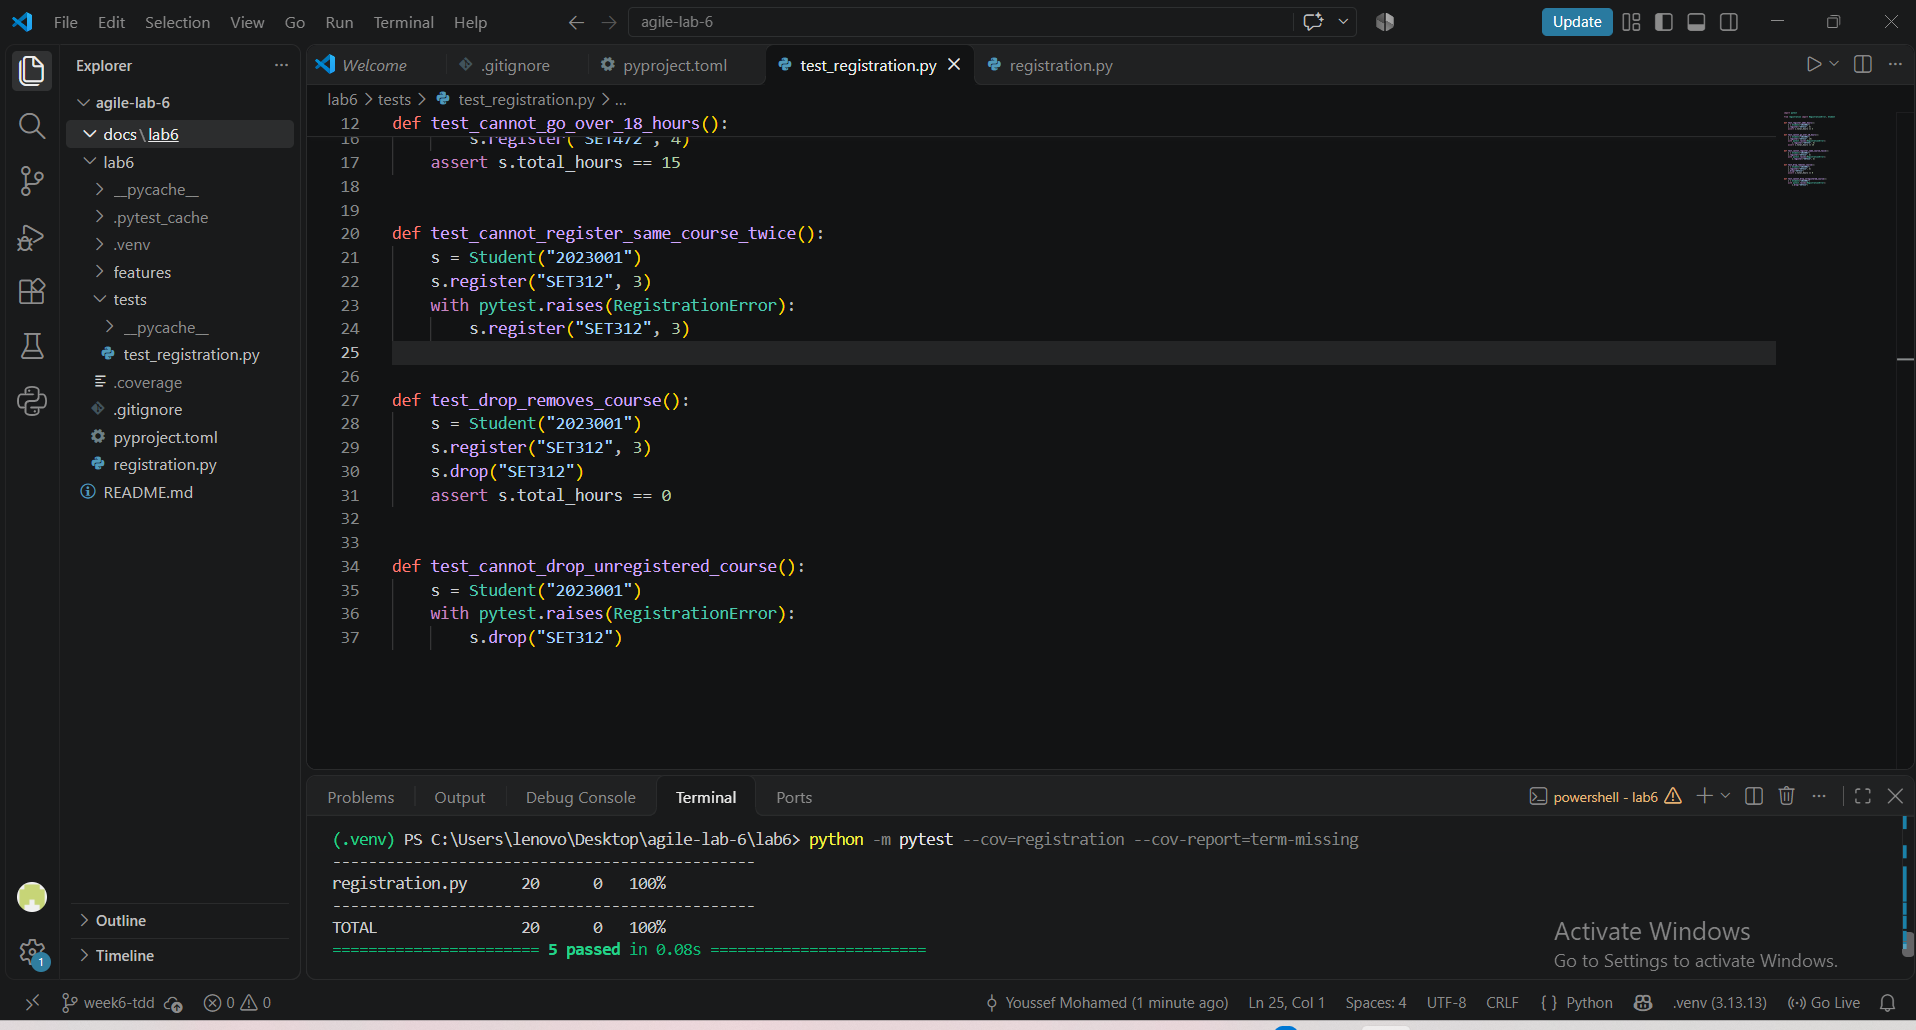 File Edit Selection View Go Run Terminal Help
agile-lab-6
Update
Explorer
agile-lab-6
docs\lab6
lab6
__pycache__
.pytest_cache
.venv
features
tests
__pycache__
test_registration.py
.coverage
.gitignore
pyproject.toml
registration.py
README.md
Outline
Timeline
1
Welcome .gitignore pyproject.toml test_registration.py registration.py
lab6 > tests > test_registration.py > ...
12 def test_cannot_go_over_18_hours():
16 s.register("SET472", 4)
17 assert s.total_hours == 15
18
19
20 def test_cannot_register_same_course_twice():
21 s = Student("2023001")
22 s.register("SET312", 3)
23 with pytest.raises(RegistrationError):
24 s.register("SET312", 3)
25
26
27 def test_drop_removes_course():
28 s = Student("2023001")
29 s.register("SET312", 3)
30 s.drop("SET312")
31 assert s.total_hours == 0
32
33
34 def test_cannot_drop_unregistered_course():
35 s = Student("2023001")
36 with pytest.raises(RegistrationError):
37 s.drop("SET312")
Problems Output Debug Console Terminal Ports
powershell - lab6
(.venv) PS C:\Users\lenovo\Desktop\agile-lab-6\lab6> python -m pytest --cov=registration --cov-report=term-missing
-----------------------------------------------
registration.py 20 0 100%
-----------------------------------------------
TOTAL 20 0 100%
======================= 5 passed in 0.08s ========================
Activate Windows
Go to Settings to activate Windows.
week6-tdd 0 0 Youssef Mohamed (1 minute ago) Ln 25, Col 1 Spaces: 4 UTF-8 CRLF { } Python .venv (3.13.13) Go Live